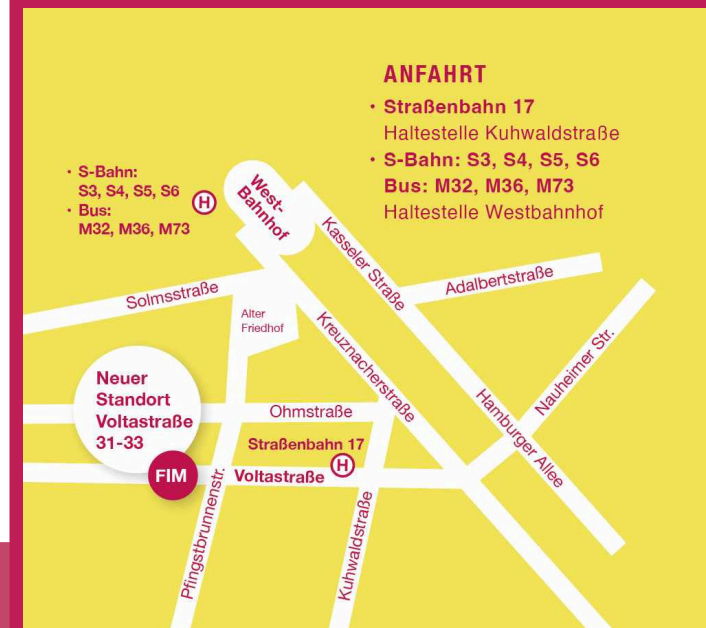 ANFAHRT
• Straßenbahn 17
Haltestelle Kuhwaldstraße
• S-Bahn: S3, S4, S5, S6
Bus: M32, M36, M73
Haltestelle Westbahnhof
• S-Bahn:
S3, S4, S5, S6
• Bus:
M32, M36, M73
H
West-
Bahnhof
Kasseler Straße
Adalbertstraße
Solmsstraße
Alter
Friedhof
Kreuznacherstraße
Nauheimer Str.
Hamburger Allee
Neuer
Standort
Voltastraße
31-33
Ohmstraße
Straßenbahn 17
H
FIM
Voltastraße
Pfingstbrunnenstr.
Kuhwaldstraße